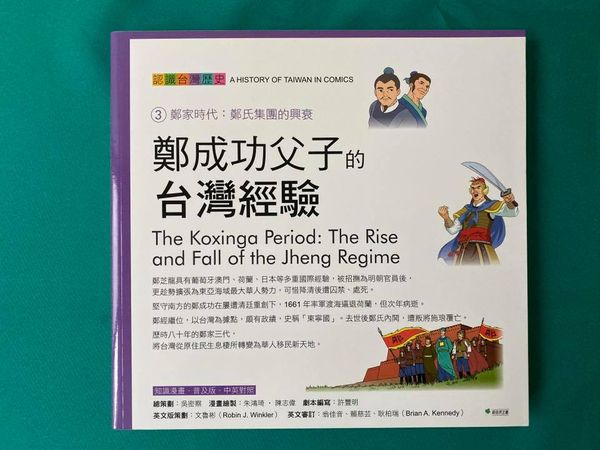 認識台灣歷史 A HISTORY OF TAIWAN IN COMICS
③ 鄭家時代：鄭氏集團的興衰
鄭成功父子的
台灣經驗
The Koxinga Period: The Rise
and Fall of the Jheng Regime
鄭芝龍具有葡萄牙澳門、荷蘭、日本等多重國際經驗，被招撫為明朝官員後，
更趁勢擴張為東亞海域最大華人勢力，可惜降清後遭囚禁、處死。
堅守南方的鄭成功在屢遭清廷重創下，1661 年率軍渡海逼退荷蘭，但次年病逝。
鄭經繼位，以台灣為據點，頗有政績，史稱「東寧國」。去世後鄭氏內鬨，遭叛將施琅覆亡。
歷時八十年的鄭家三代，
將台灣從原住民生息棲所轉變為華人移民新天地。
鄭
鄭
知識漫畫・普及版・中英對照
總策劃：吳密察 漫畫繪製：朱鴻琦・陳志偉 劇本編寫：許豐明
英文版策劃：文魯彬（Robin J. Winkler） 英文審訂：翁佳音、賴慈芸、耿柏瑞（Brian A. Kennedy）